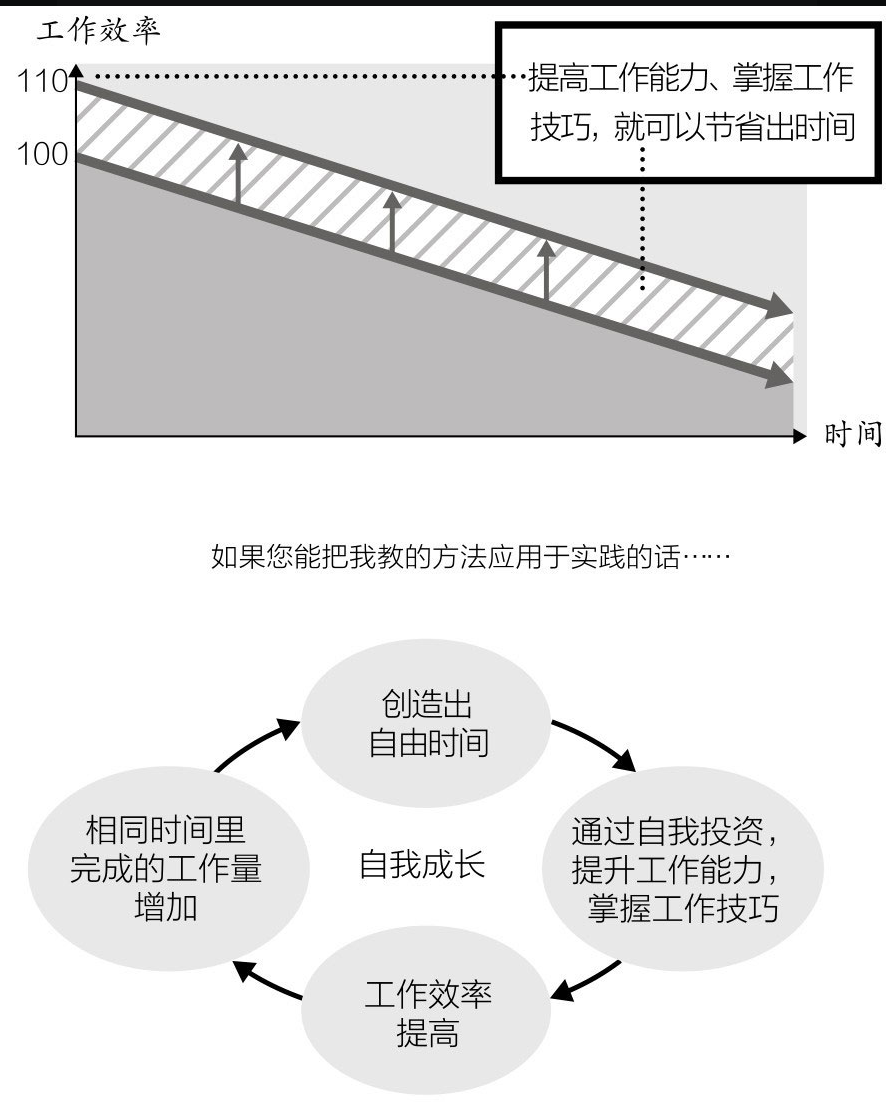 工作效率
110
提高工作能力、掌握工作
技巧，就可以节省出时间
100
时间
如果您能把我教的方法应用于实践的话……
创造出
自由时间
相同时间里
完成的工作量
增加
自我成长
通过自我投资，
提升工作能力，
掌握工作技巧
工作效率
提高